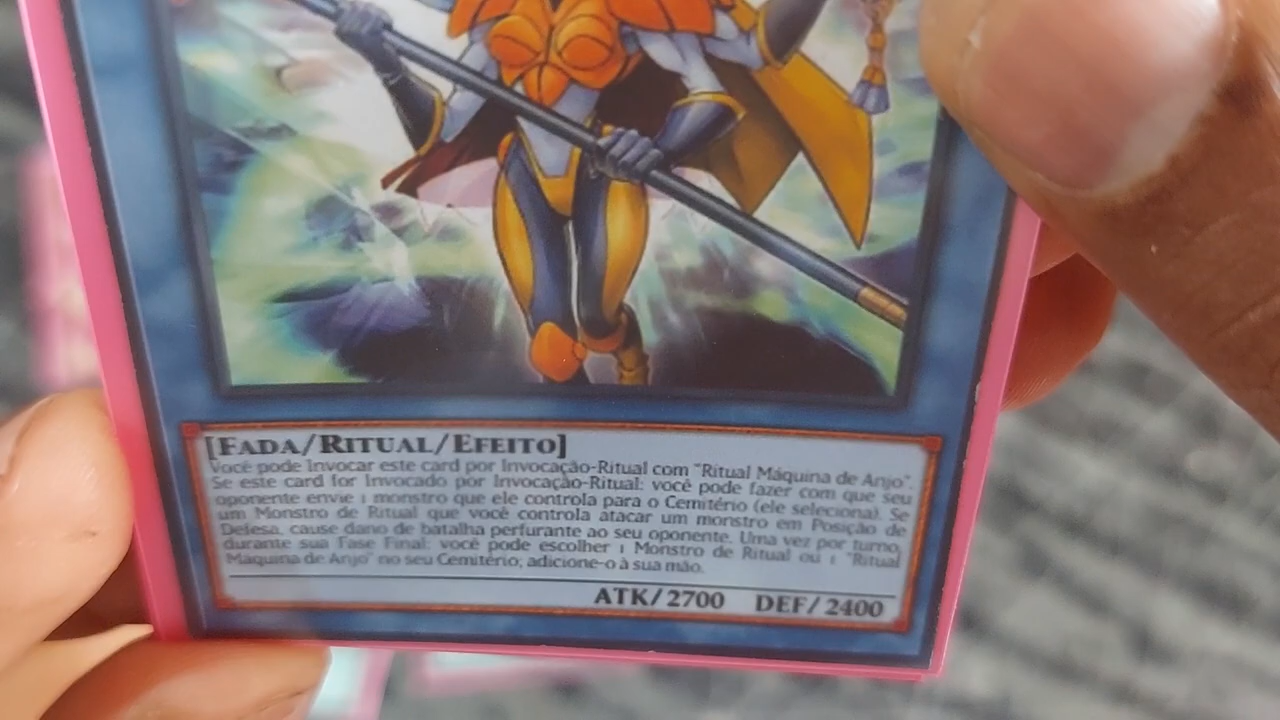 [FADA/RITUAL/EFEITO]
Você pode Invocar este card por Invocação-Ritual com "Ritual Máquina de Anjo".
Se este card for Invocado por Invocação-Ritual: você pode fazer com que seu
oponente envie 1 monstro que ele controla para o Cemitério (ele seleciona). Se
um Monstro de Ritual que você controla atacar um monstro em Posição de
Defesa, cause dano de batalha perfurante ao seu oponente. Uma vez por turno,
durante sua Fase Final: você pode escolher 1 Monstro de Ritual ou 1 "Ritual
Máquina de Anjo" no seu Cemitério; adicione-o à sua mão.
ATK/2700 DEF/2400